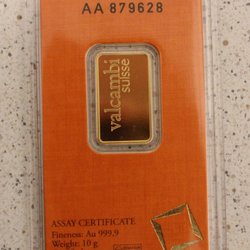 AA 879628
valcambi
suisse
ASSAY CERTIFICATE
Fineness: Au 999,9
Weight: 10 g